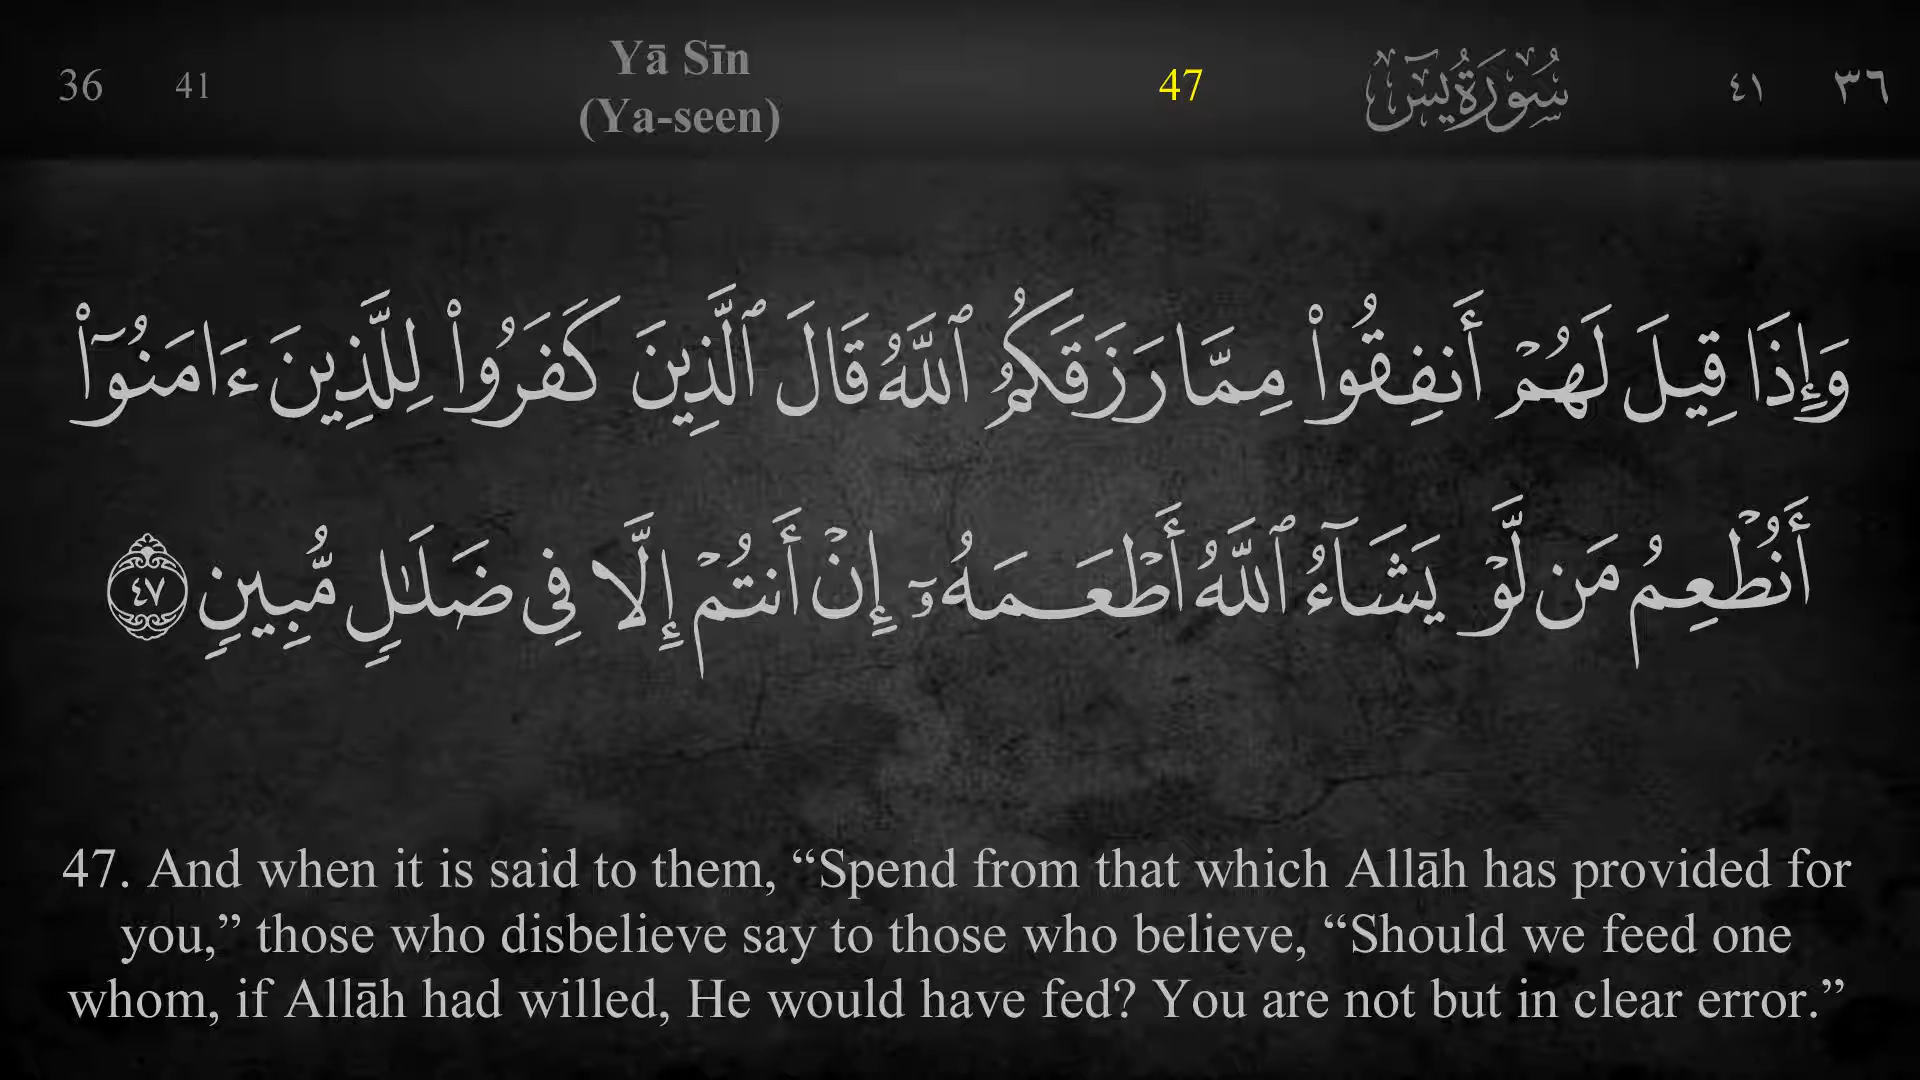 36 41 Yā Sīn 47 سُورَةُ يسٓ ٤١ ٣٦
(Ya-seen)
وَإِذَا قِيلَ لَهُمْ أَنفِقُوا۟ مِمَّا رَزَقَكُمُ ٱللَّهُ قَالَ ٱلَّذِينَ كَفَرُوا۟ لِلَّذِينَ ءَامَنُوٓا۟
أَنُطْعِمُ مَن لَّوْ يَشَآءُ ٱللَّهُ أَطْعَمَهُۥٓ إِنْ أَنتُمْ إِلَّا فِى ضَلَـٰلٍ مُّبِينٍ ٤٧
47. And when it is said to them, “Spend from that which Allāh has provided for
you,” those who disbelieve say to those who believe, “Should we feed one
whom, if Allāh had willed, He would have fed? You are not but in clear error.”